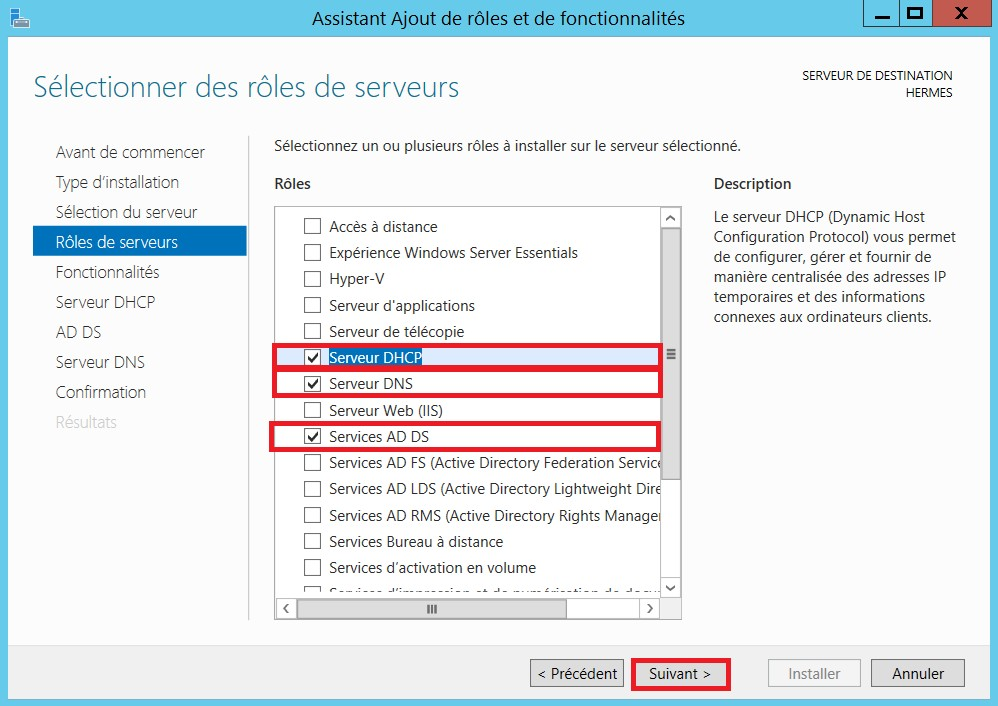 Assistant Ajout de rôles et de fonctionnalités
Sélectionner des rôles de serveurs
SERVEUR DE DESTINATION
HERMES
Avant de commencer
Type d'installation
Sélection du serveur
Rôles de serveurs
Fonctionnalités
Serveur DHCP
AD DS
Serveur DNS
Confirmation
Résultats
Sélectionnez un ou plusieurs rôles à installer sur le serveur sélectionné.
Rôles
Accès à distance
Expérience Windows Server Essentials
Hyper-V
Serveur d'applications
Serveur de télécopie
Serveur DHCP
Serveur DNS
Serveur Web (IIS)
Services AD DS
Services AD FS (Active Directory Federation Service
Services AD LDS (Active Directory Lightweight Dire
Services AD RMS (Active Directory Rights Manager
Services Bureau à distance
Services d'activation en volume
Description
Le serveur DHCP (Dynamic Host
Configuration Protocol) vous permet
de configurer, gérer et fournir de
manière centralisée des adresses IP
temporaires et des informations
connexes aux ordinateurs clients.
< Précédent
Suivant >
Installer
Annuler